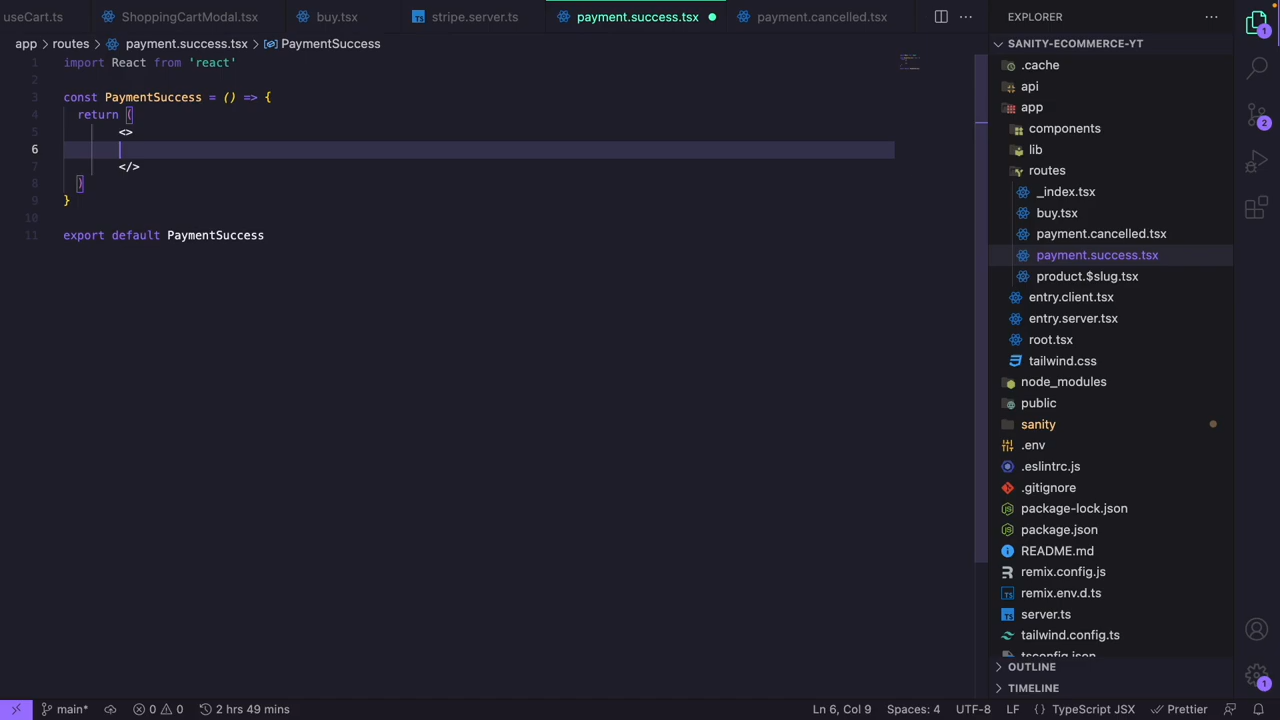 useCart.ts
ShoppingCartModal.tsx
buy.tsx
stripe.server.ts
payment.success.tsx
payment.cancelled.tsx
app
routes
payment.success.tsx
PaymentSuccess
1 import React from 'react'
2
3 const PaymentSuccess = () => {
4 return (
5 <>
6
7 </>
8 )
9 }
10
11 export default PaymentSuccess
EXPLORER
SANITY-ECOMMERCE-YT
.cache
api
app
components
lib
routes
_index.tsx
buy.tsx
payment.cancelled.tsx
payment.success.tsx
product.$slug.tsx
entry.client.tsx
entry.server.tsx
root.tsx
tailwind.css
node_modules
public
sanity
.env
.eslintrc.js
.gitignore
package-lock.json
package.json
README.md
remix.config.js
remix.env.d.ts
server.ts
tailwind.config.ts
tsconfig.json
OUTLINE
TIMELINE
1
2
1
main*
0
0
2 hrs 49 mins
Ln 6, Col 9
Spaces: 4
UTF-8
LF
{ }
TypeScript JSX
Prettier